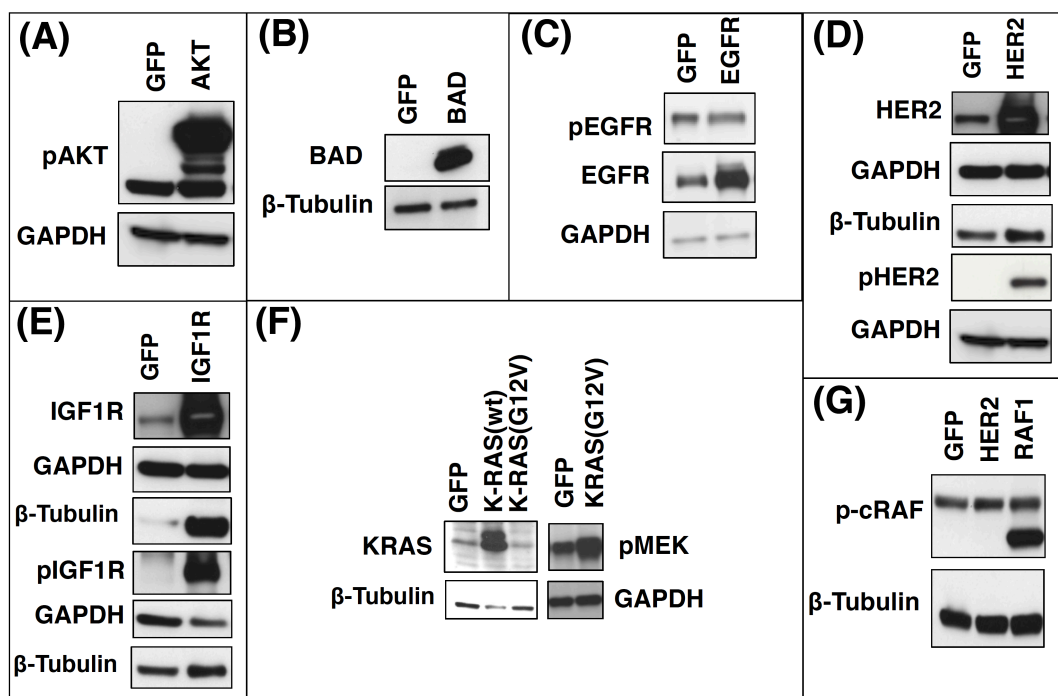 (A)
GFP
AKT
pAKT
GAPDH
(B)
GFP
BAD
BAD
β-Tubulin
(C)
GFP
EGFR
pEGFR
EGFR
GAPDH
(D)
GFP
HER2
HER2
GAPDH
β-Tubulin
pHER2
GAPDH
(E)
GFP
IGF1R
IGF1R
GAPDH
β-Tubulin
pIGF1R
GAPDH
β-Tubulin
(F)
GFP
K-RAS(wt)
K-RAS(G12V)
GFP
KRAS(G12V)
KRAS
pMEK
β-Tubulin
GAPDH
(G)
GFP
HER2
RAF1
p-cRAF
β-Tubulin